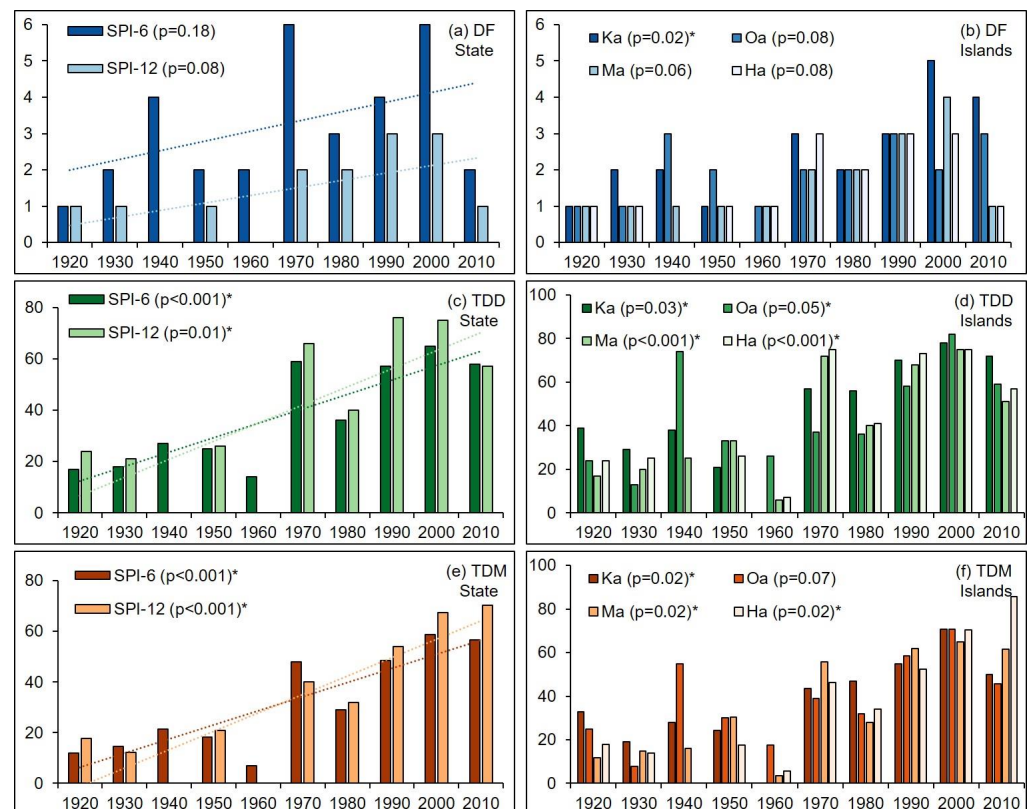 6
5
4
3
2
1
0
SPI-6 (p=0.18)
SPI-12 (p=0.08)
(a) DF
State
1920 1930 1940 1950 1960 1970 1980 1990 2000 2010
6
5
4
3
2
1
0
Ka (p=0.02)* Oa (p=0.08)
Ma (p=0.06) Ha (p=0.08)
(b) DF
Islands
1920 1930 1940 1950 1960 1970 1980 1990 2000 2010
80
60
40
20
0
SPI-6 (p<0.001)*
SPI-12 (p=0.01)*
(c) TDD
State
1920 1930 1940 1950 1960 1970 1980 1990 2000 2010
100
80
60
40
20
0
Ka (p=0.03)* Oa (p=0.05)*
Ma (p<0.001)* Ha (p<0.001)*
(d) TDD
Islands
1920 1930 1940 1950 1960 1970 1980 1990 2000 2010
80
60
40
20
0
SPI-6 (p<0.001)*
SPI-12 (p<0.001)*
(e) TDM
State
1920 1930 1940 1950 1960 1970 1980 1990 2000 2010
100
80
60
40
20
0
Ka (p=0.02)* Oa (p=0.07)
Ma (p=0.02)* Ha (p=0.02)*
(f) TDM
Islands
1920 1930 1940 1950 1960 1970 1980 1990 2000 2010